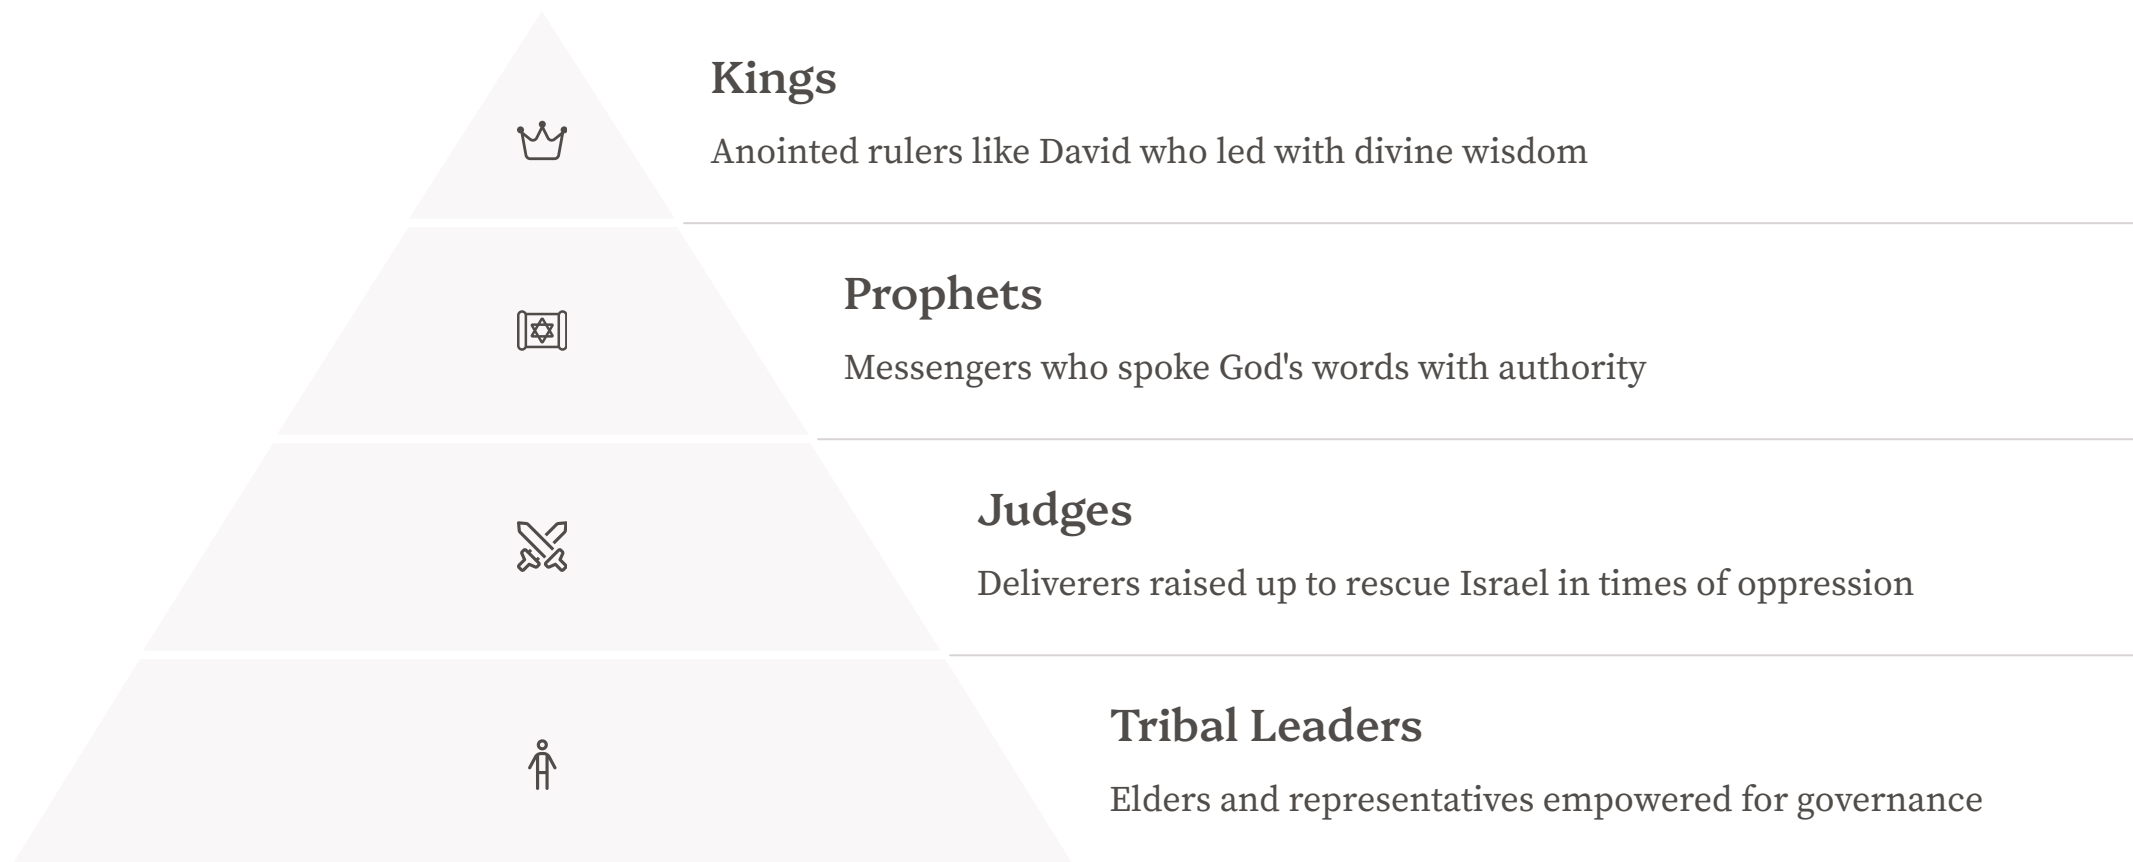 Kings
Anointed rulers like David who led with divine wisdom
Prophets
Messengers who spoke God's words with authority
Judges
Deliverers raised up to rescue Israel in times of oppression
Tribal Leaders
Elders and representatives empowered for governance